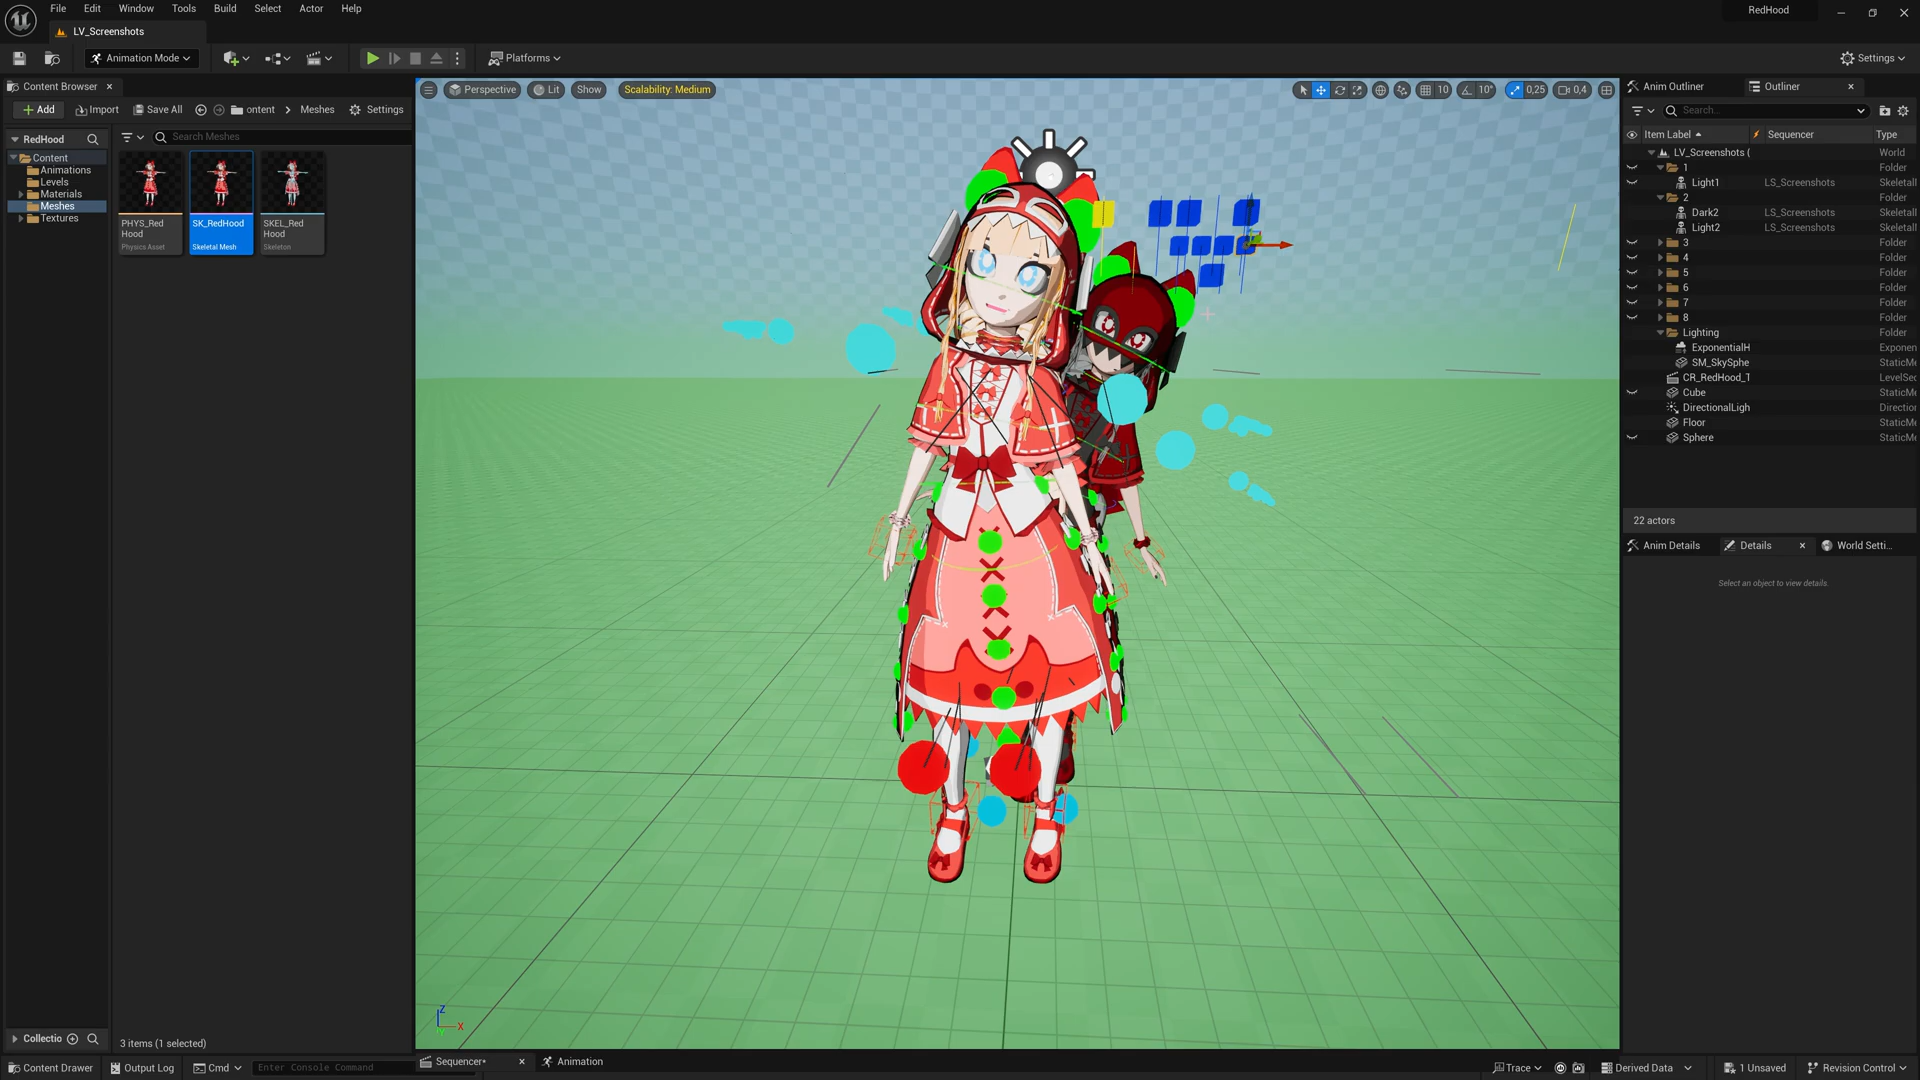 File Edit Window Tools Build Select Actor Help
RedHood
LV_Screenshots
Animation Mode
Platforms
Settings
Content Browser
Add Import Save All ontent Meshes Settings
RedHood
Search Meshes
Content
Animations
Levels
Materials
Meshes
Textures
PHYS_Red
Hood
Physics Asset
SK_RedHood
Skeletal Mesh
SKEL_Red
Hood
Skeleton
Collectio
3 items (1 selected)
Perspective Lit Show Scalability: Medium
10 10° 0,25 0,4
Z
X
Y
Anim Outliner Outliner
Search...
Item Label Sequencer Type
LV_Screenshots ( World
1 Folder
Light1 LS_Screenshots Skeletall
2 Folder
Dark2 LS_Screenshots Skeletall
Light2 LS_Screenshots Skeletall
3 Folder
4 Folder
5 Folder
6 Folder
7 Folder
8 Folder
Lighting Folder
ExponentialH Exponen
SM_SkySphe StaticMe
CR_RedHood_T LevelSec
Cube StaticMe
DirectionalLigh Direction
Floor StaticMe
Sphere StaticMe
22 actors
Anim Details Details World Setti...
Select an object to view details.
Sequencer* Animation
Content Drawer Output Log Cmd Enter Console Command
Trace Derived Data 1 Unsaved Revision Control